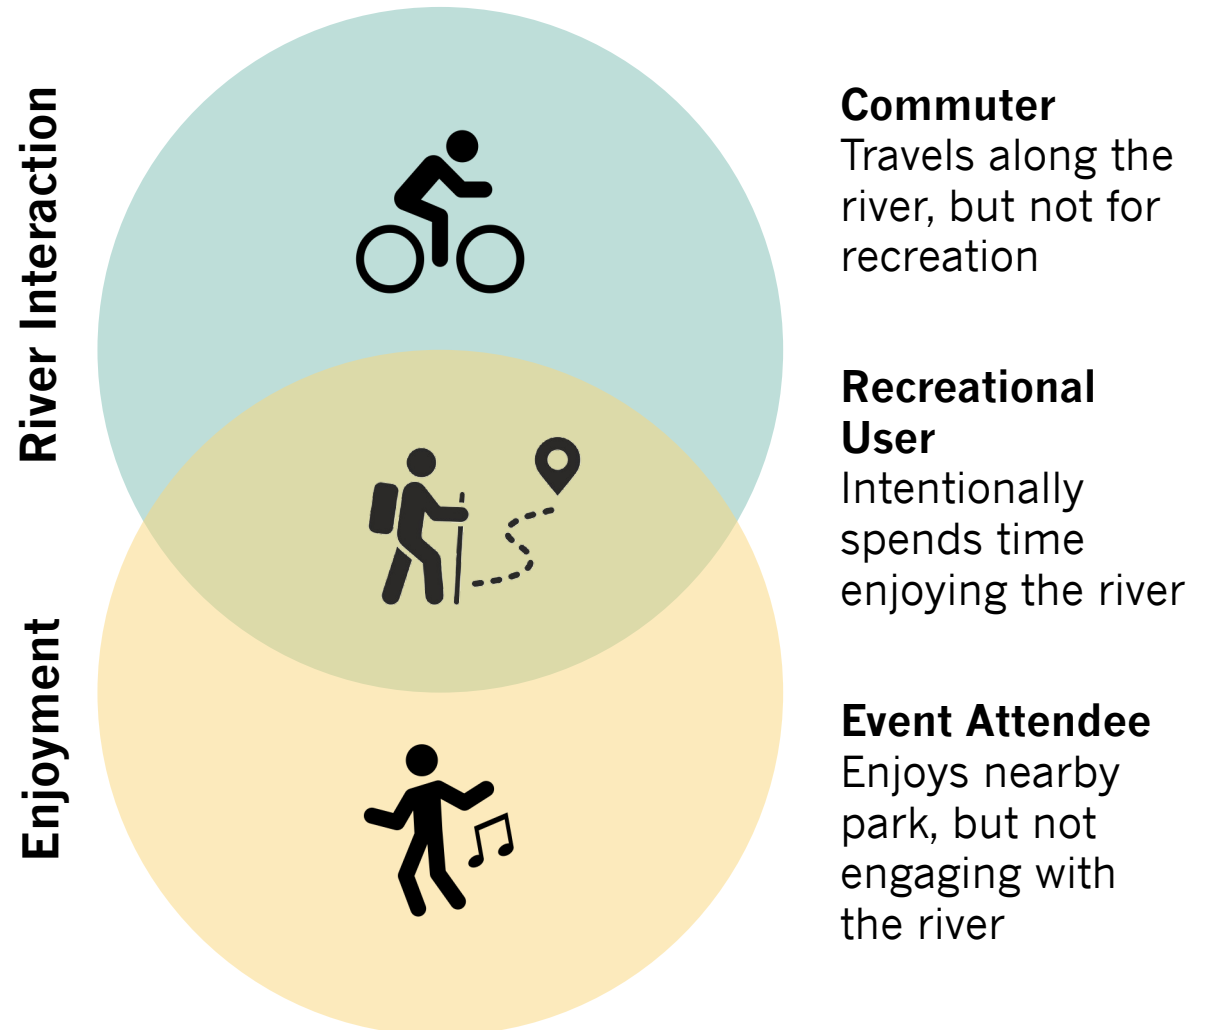 River Interaction
Commuter
Travels along the
river, but not for
recreation
Recreational
User
Intentionally
spends time
enjoying the river
Enjoyment
Event Attendee
Enjoys nearby
park, but not
engaging with
the river